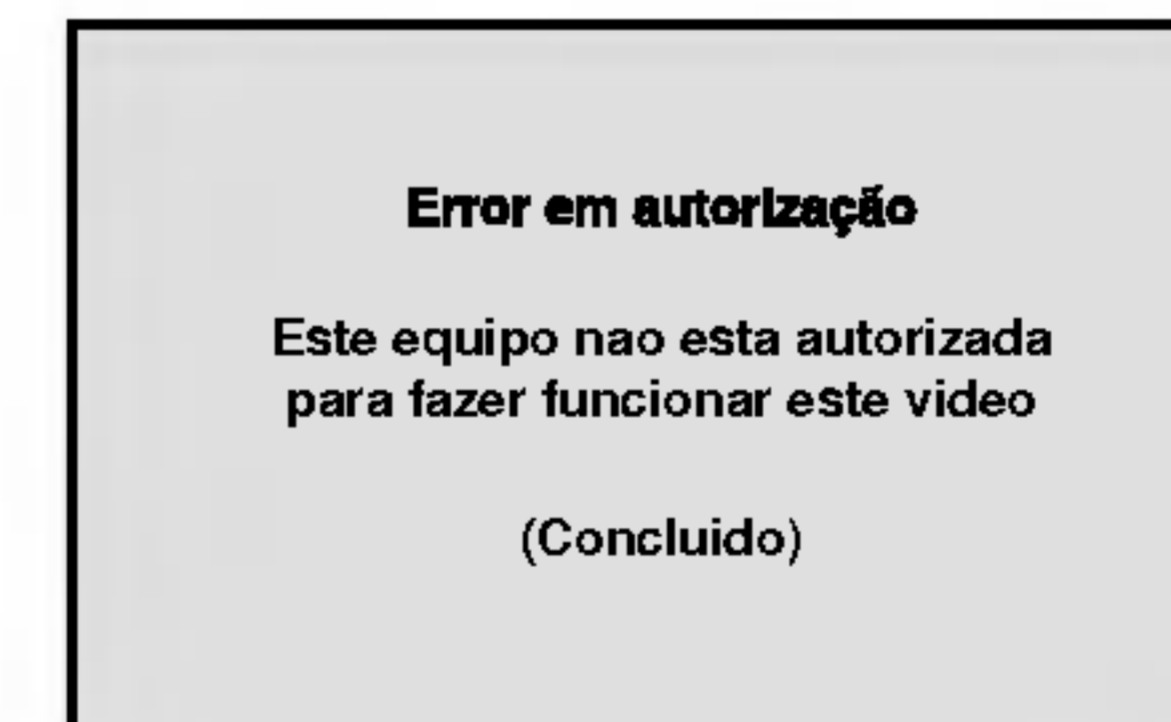 Error em autorização
Este equipo nao esta autorizada
para fazer funcionar este video
(Concluido)